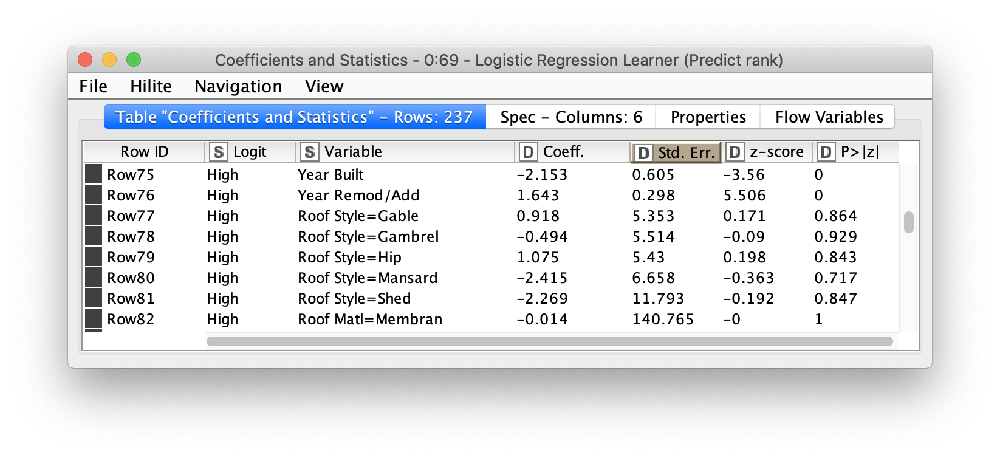 Coefficients and Statistics - 0:69 - Logistic Regression Learner (Predict rank)
File Hilite Navigation View
Table "Coefficients and Statistics" – Rows: 237 Spec – Columns: 6 Properties Flow Variables
Row ID S Logit S Variable D Coeff. D Std. Err. D z-score D P>|z|
Row75 High Year Built −2.153 0.605 −3.56 0
Row76 High Year Remod/Add 1.643 0.298 5.506 0
Row77 High Roof Style=Gable 0.918 5.353 0.171 0.864
Row78 High Roof Style=Gambrel −0.494 5.514 −0.09 0.929
Row79 High Roof Style=Hip 1.075 5.43 0.198 0.843
Row80 High Roof Style=Mansard −2.415 6.658 −0.363 0.717
Row81 High Roof Style=Shed −2.269 11.793 −0.192 0.847
Row82 High Roof Matl=Membran −0.014 140.765 −0 1